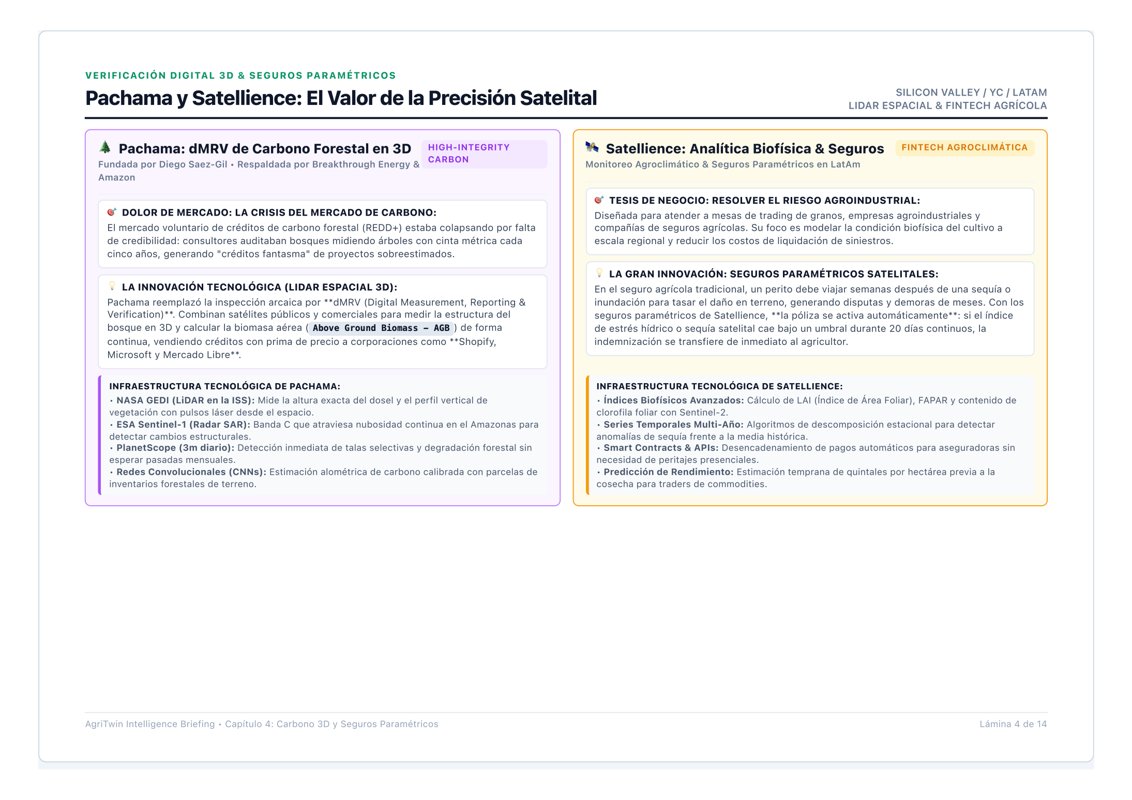 VERIFICACIÓN DIGITAL 3D & SEGUROS PARAMÉTRICOS
Pachama y Satellience: El Valor de la Precisión Satelital
SILICON VALLEY / YC / LATAM
LIDAR ESPACIAL & FINTECH AGRÍCOLA
Pachama: dMRV de Carbono Forestal en 3D
HIGH-INTEGRITY
CARBON
Fundada por Diego Saez-Gil • Respaldada por Breakthrough Energy &
Amazon
DOLOR DE MERCADO: LA CRISIS DEL MERCADO DE CARBONO:
El mercado voluntario de créditos de carbono forestal (REDD+) estaba colapsando por falta
de credibilidad: consultores auditaban bosques midiendo árboles con cinta métrica cada
cinco años, generando "créditos fantasma" de proyectos sobreestimados.
LA INNOVACIÓN TECNOLÓGICA (LIDAR ESPACIAL 3D):
Pachama reemplazó la inspección arcaica por **dMRV (Digital Measurement, Reporting &
Verification)**. Combinan satélites públicos y comerciales para medir la estructura del
bosque en 3D y calcular la biomasa aérea ( Above Ground Biomass – AGB ) de forma
continua, vendiendo créditos con prima de precio a corporaciones como **Shopify,
Microsoft y Mercado Libre**.
INFRAESTRUCTURA TECNOLÓGICA DE PACHAMA:
• NASA GEDI (LiDAR en la ISS): Mide la altura exacta del dosel y el perfil vertical de
vegetación con pulsos láser desde el espacio.
• ESA Sentinel-1 (Radar SAR): Banda C que atraviesa nubosidad continua en el Amazonas para
detectar cambios estructurales.
• PlanetScope (3m diario): Detección inmediata de talas selectivas y degradación forestal sin
esperar pasadas mensuales.
• Redes Convolucionales (CNNs): Estimación alométrica de carbono calibrada con parcelas de
inventarios forestales de terreno.
Satellience: Analítica Biofísica & Seguros
FINTECH AGROCLIMÁTICA
Monitoreo Agroclimático & Seguros Paramétricos en LatAm
TESIS DE NEGOCIO: RESOLVER EL RIESGO AGROINDUSTRIAL:
Diseñada para atender a mesas de trading de granos, empresas agroindustriales y
compañías de seguros agrícolas. Su foco es modelar la condición biofísica del cultivo a
escala regional y reducir los costos de liquidación de siniestros.
LA GRAN INNOVACIÓN: SEGUROS PARAMÉTRICOS SATELITALES:
En el seguro agrícola tradicional, un perito debe viajar semanas después de una sequía o
inundación para tasar el daño en terreno, generando disputas y demoras de meses. Con los
seguros paramétricos de Satellience, **la póliza se activa automáticamente**: si el índice
de estrés hídrico o sequía satelital cae bajo un umbral durante 20 días continuos, la
indemnización se transfiere de inmediato al agricultor.
INFRAESTRUCTURA TECNOLÓGICA DE SATELLIENCE:
• Índices Biofísicos Avanzados: Cálculo de LAI (Índice de Área Foliar), FAPAR y contenido de
clorofila foliar con Sentinel-2.
• Series Temporales Multi-Año: Algoritmos de descomposición estacional para detectar
anomalías de sequía frente a la media histórica.
• Smart Contracts & APIs: Desencadenamiento de pagos automáticos para aseguradoras sin
necesidad de peritajes presenciales.
• Predicción de Rendimiento: Estimación temprana de quintales por hectárea previa a la
cosecha para traders de commodities.
AgriTwin Intelligence Briefing • Capítulo 4: Carbono 3D y Seguros Paramétricos
Lámina 4 de 14